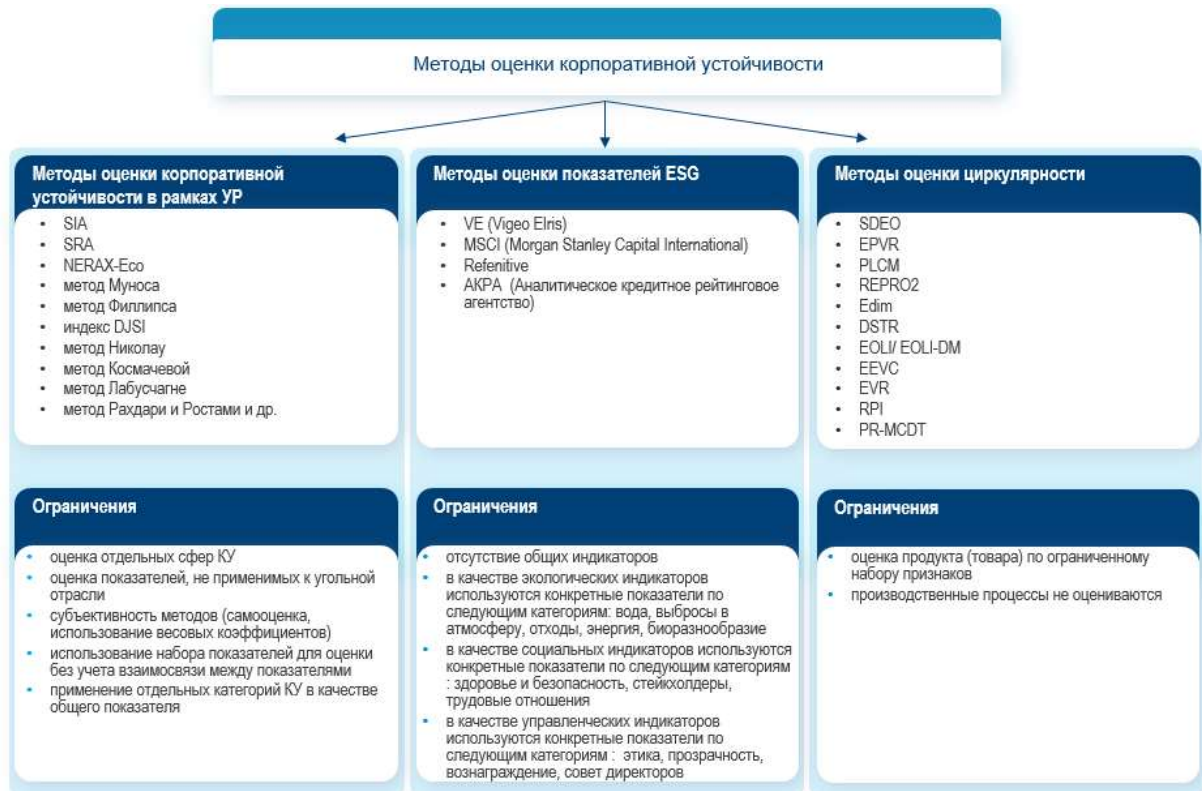 Методы оценки корпоративной устойчивости
Методы оценки корпоративной
устойчивости в рамках УР
• SIA
• SRA
• NERAX-Eco
• метод Муноса
• метод Филлипса
• индекс DJSI
• метод Николау
• метод Космачевой
• метод Лабусчагне
• метод Рахдари и Ростами и др.
Ограничения
• оценка отдельных сфер КУ
• оценка показателей, не применимых к угольной
отрасли
• субъективность методов (самооценка,
использование весовых коэффициентов)
• использование набора показателей для оценки
без учета взаимосвязи между показателями
• применение отдельных категорий КУ в качестве
общего показателя
Методы оценки показателей ESG
• VE (Vigeo EIris)
• MSCI (Morgan Stanley Capital International)
• Refenitive
• АКРА (Аналитическое кредитное рейтинговое
агентство)
Ограничения
• отсутствие общих индикаторов
• в качестве экологических индикаторов
используются конкретные показатели по
следующим категориям: вода, выбросы в
атмосферу, отходы, энергия, биоразнообразие
• в качестве социальных индикаторов используются
конкретные показатели по следующим категориям
: здоровье и безопасность, стейкхолдеры,
трудовые отношения
• в качестве управленческих индикаторов
используются конкретные показатели по
следующим категориям : этика, прозрачность,
вознаграждение, совет директоров
Методы оценки циркулярности
• SDEO
• EPVR
• PLCM
• REPRO2
• Edim
• DSTR
• EOLI/ EOLI-DM
• EEVC
• EVR
• RPI
• PR-MCDT
Ограничения
• оценка продукта (товара) по ограниченному
набору признаков
• производственные процессы не оцениваются